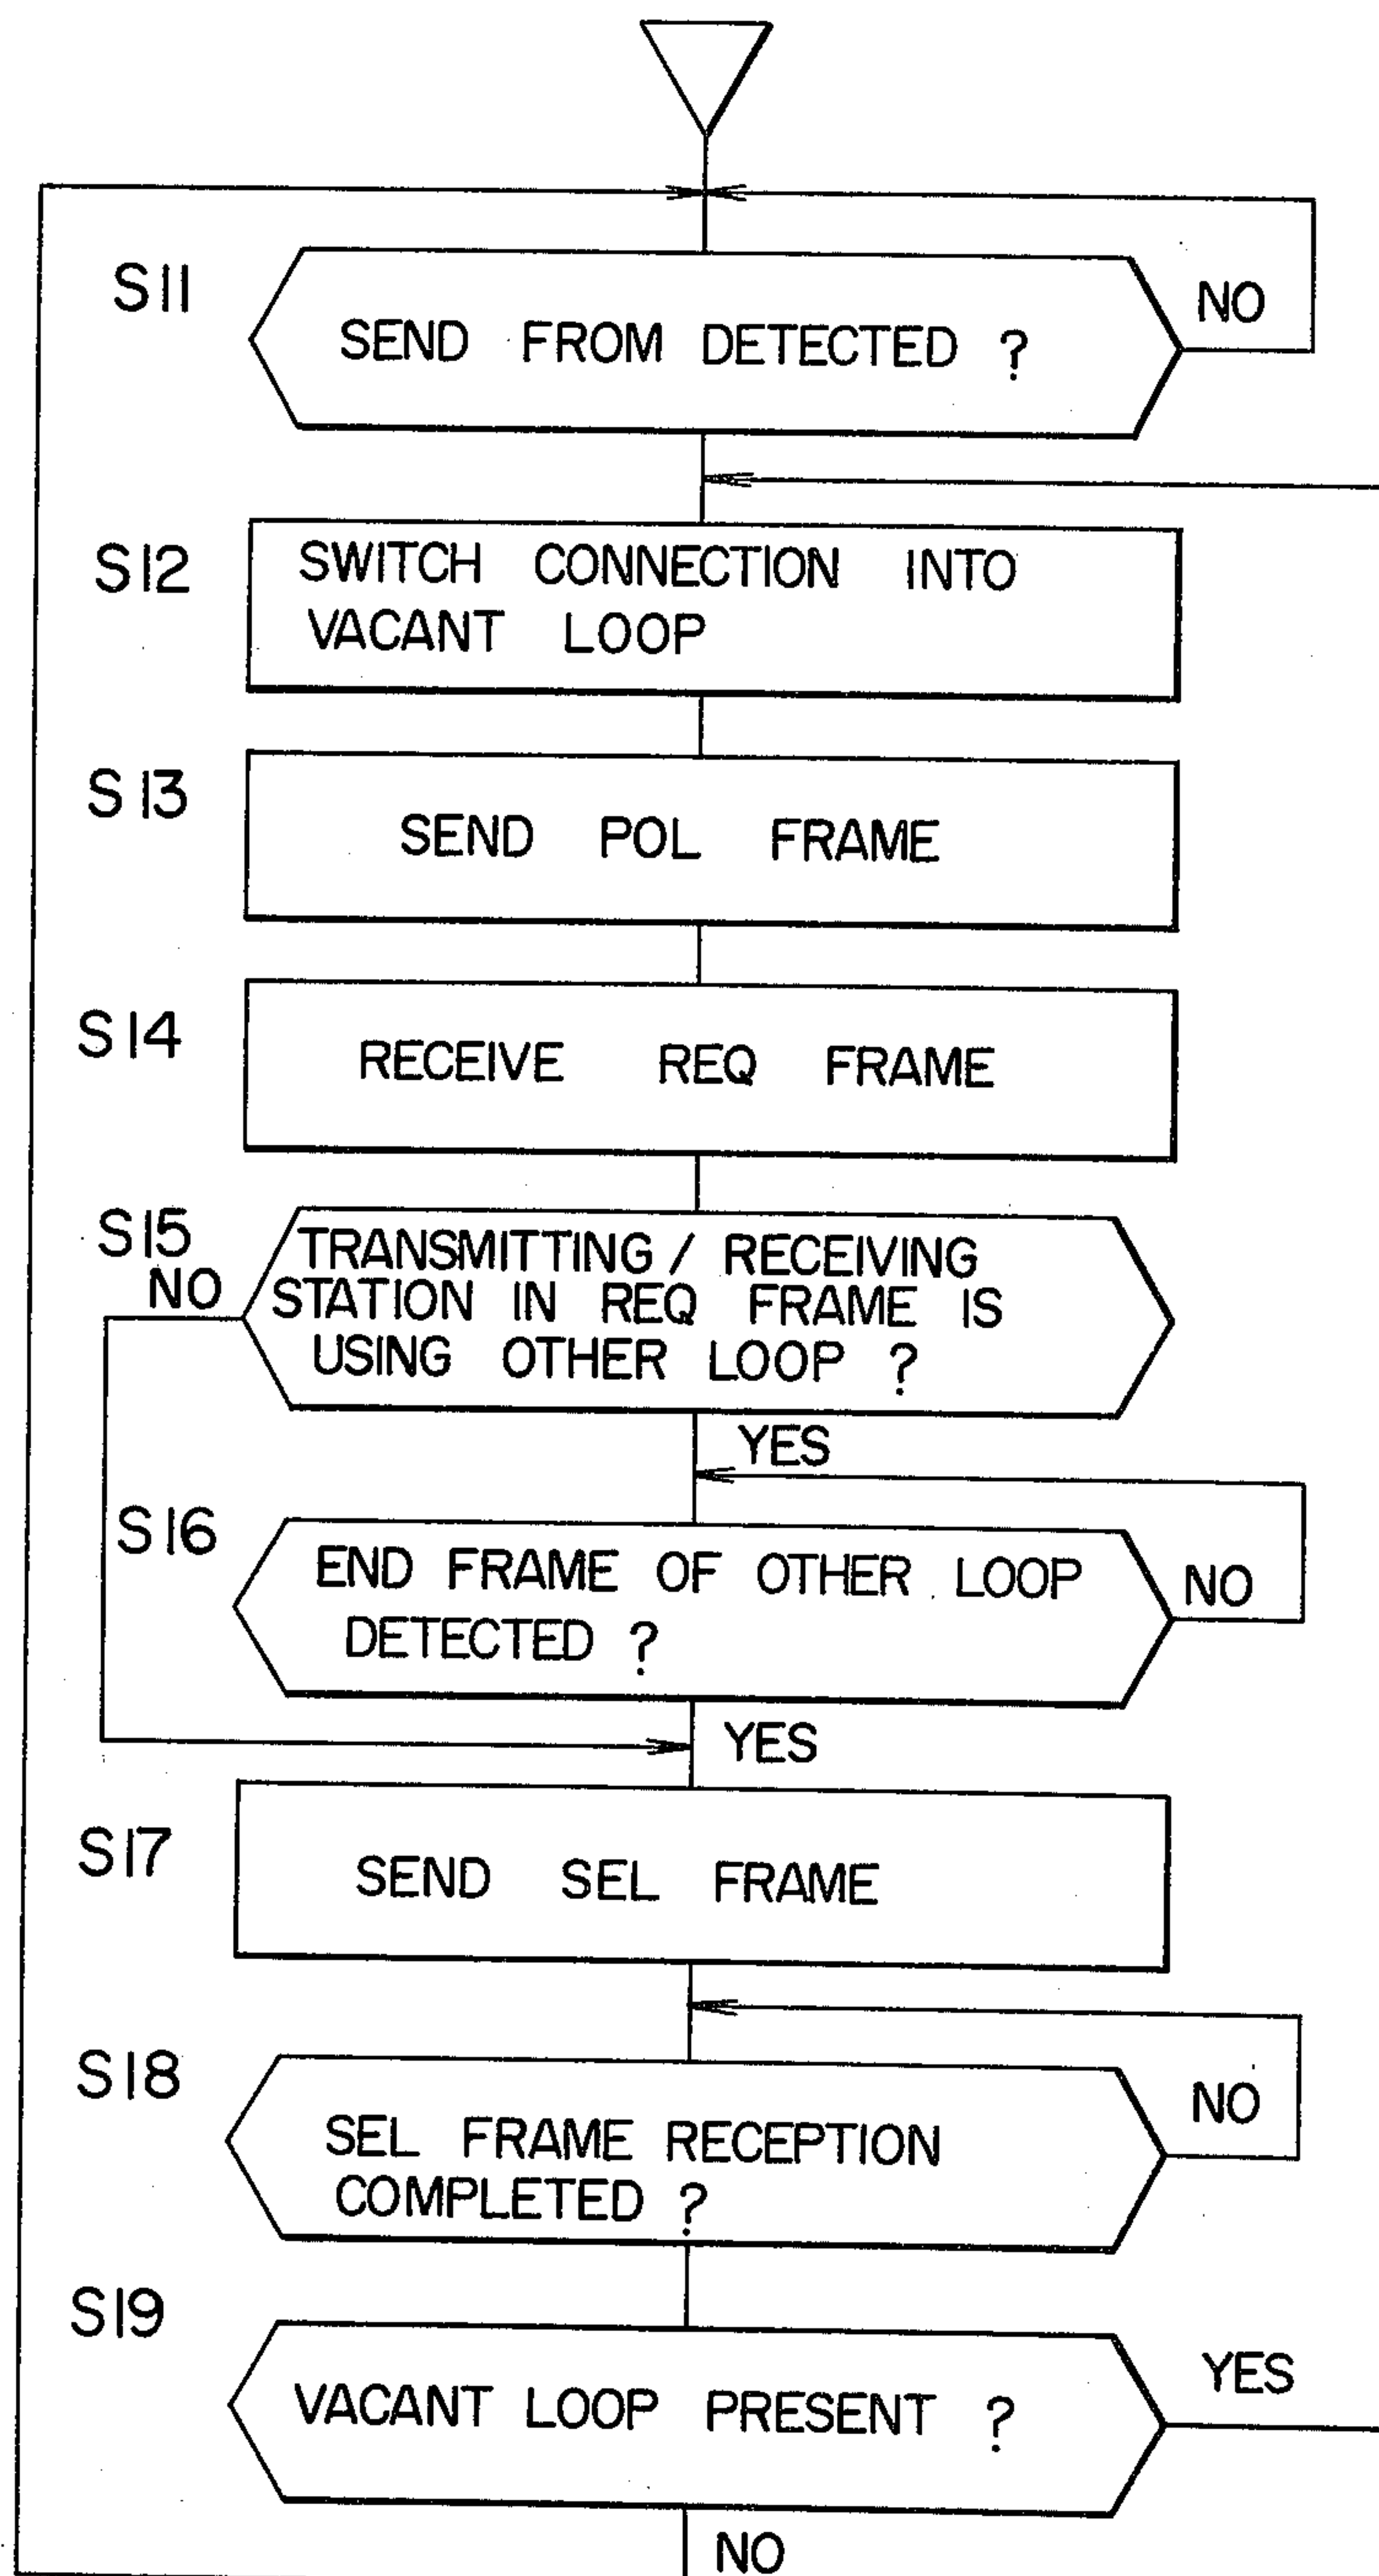 S11
SEND FROM DETECTED ?
NO
S12
SWITCH CONNECTION INTO
VACANT LOOP
S13
SEND POL FRAME
S14
RECEIVE REQ FRAME
S15
NO
TRANSMITTING / RECEIVING
STATION IN REQ FRAME IS
USING OTHER LOOP ?
YES
S16
END FRAME OF OTHER LOOP
DETECTED ?
NO
YES
S17
SEND SEL FRAME
S18
SEL FRAME RECEPTION
COMPLETED ?
NO
S19
VACANT LOOP PRESENT ?
YES
NO